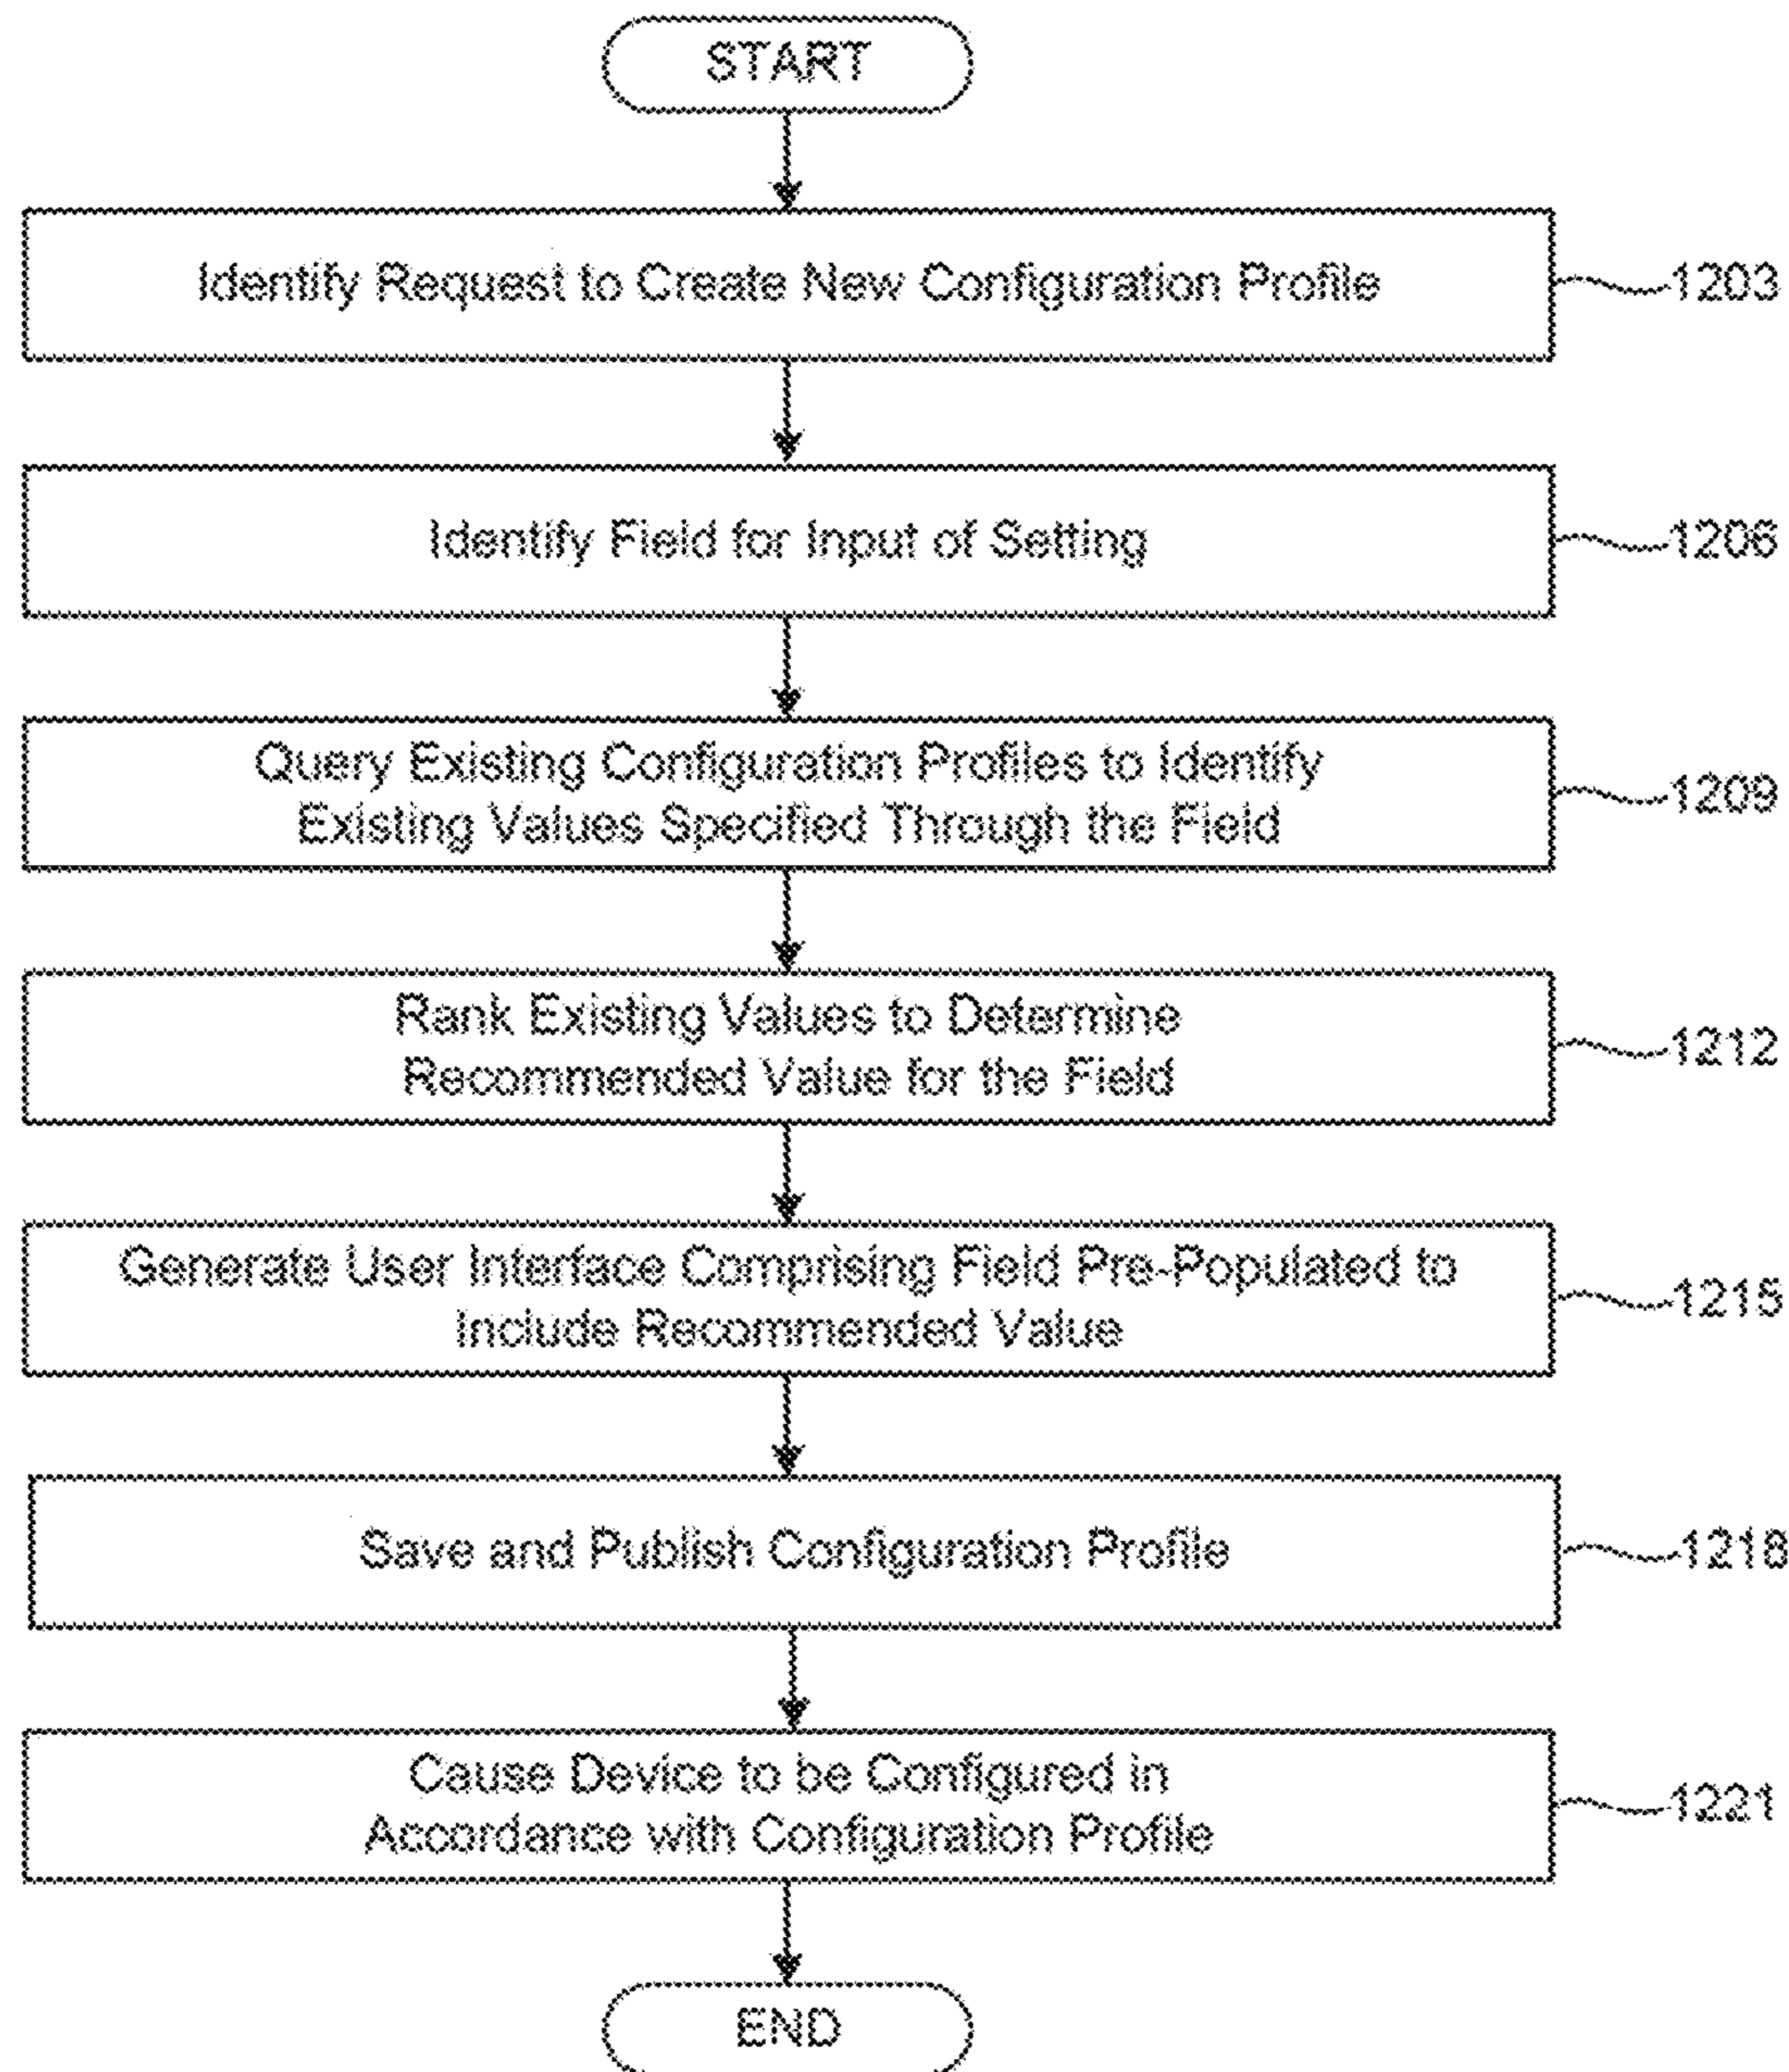 START
Identify Request to Create New Configuration Profile
1203
Identify Field for Input of Setting
1206
Query Existing Configuration Profiles to Identify
Existing Values Specified Through the Field
1209
Rank Existing Values to Determine
Recommended Value for the Field
1212
Generate User Interface Comprising Field Pre-Populated to
Include Recommended Value
1215
Save and Publish Configuration Profile
1218
Cause Device to be Configured in
Accordance with Configuration Profile
1221
END